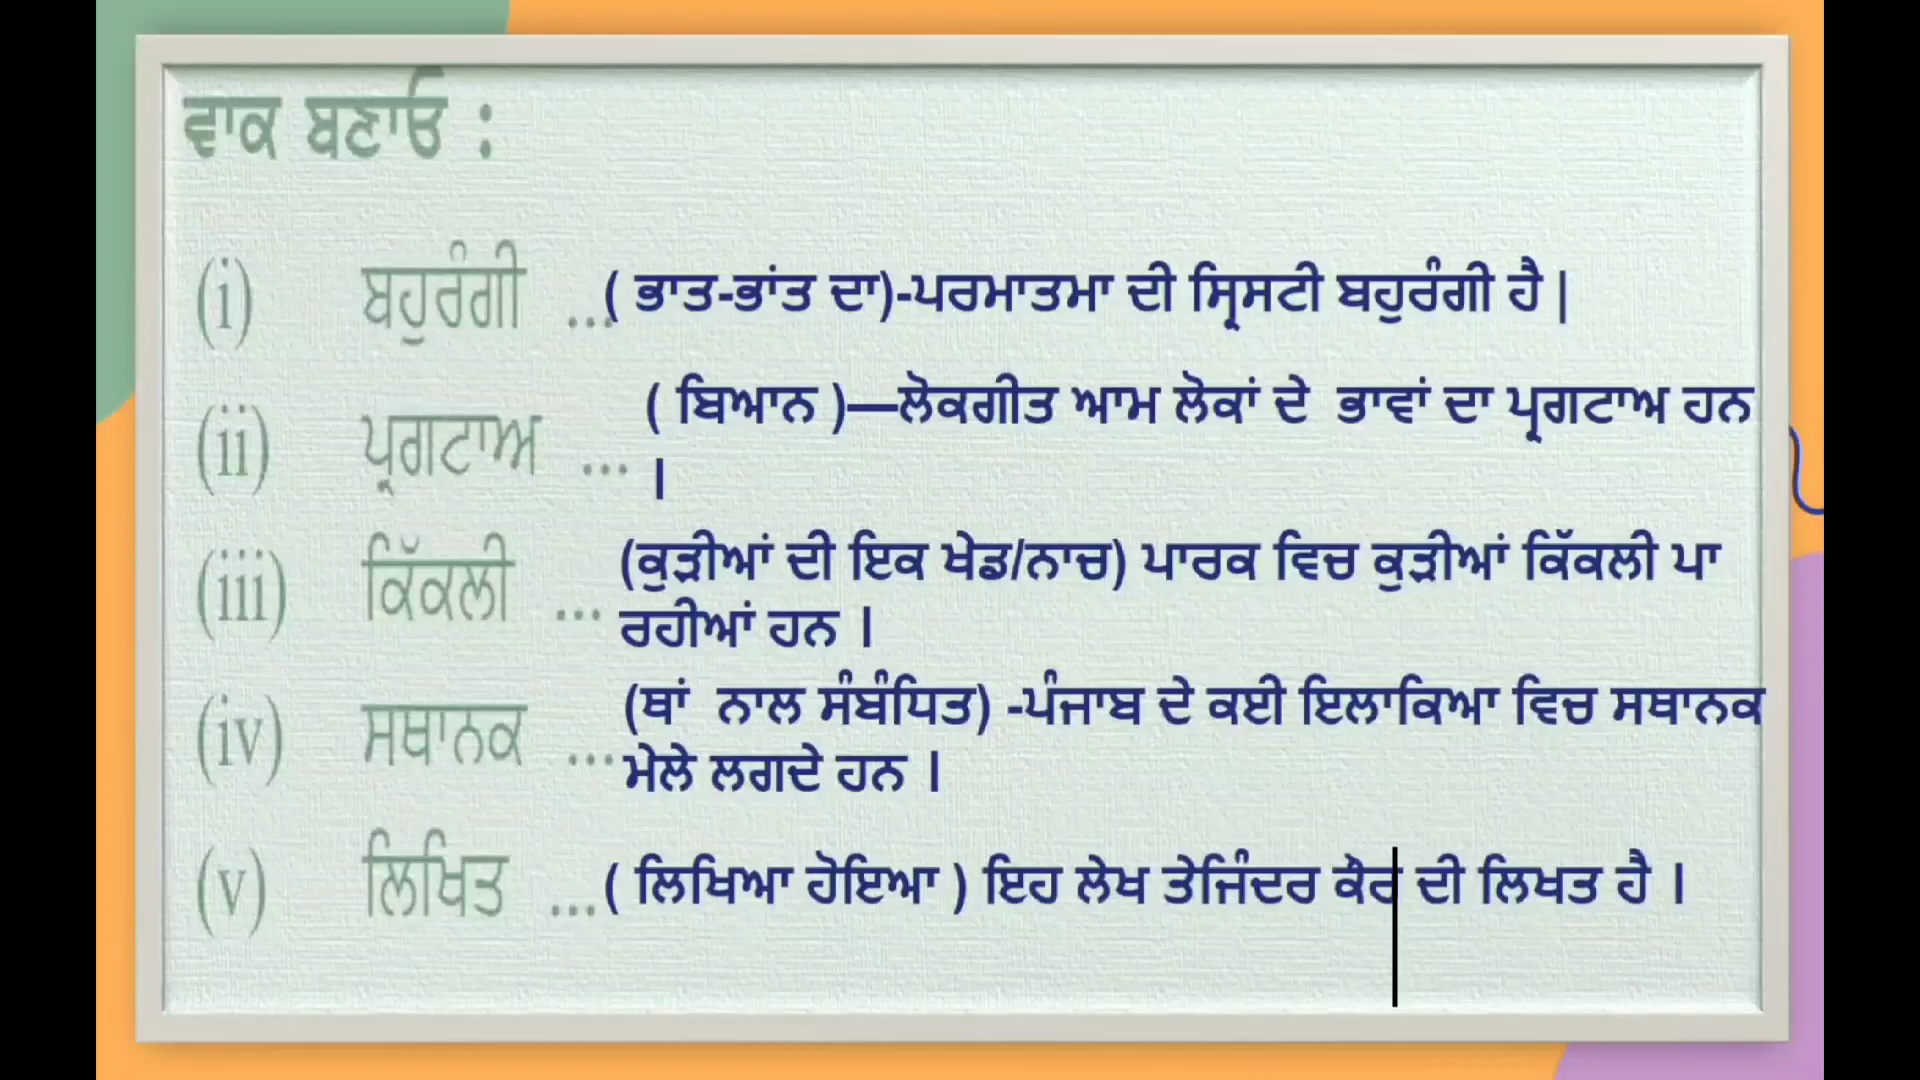 ਵਾਕ ਬਣਾਓ :
(i) ਬਹੁਰੰਗੀ ...( ਭਾਤ-ਭਾਂਤ ਦਾ)-ਪਰਮਾਤਮਾ ਦੀ ਸ੍ਰਿਸਟੀ ਬਹੁਰੰਗੀ ਹੈ|
(ii) ਪ੍ਰਗਟਾਅ ... ( ਬਿਆਨ )—ਲੋਕਗੀਤ ਆਮ ਲੋਕਾਂ ਦੇ ਭਾਵਾਂ ਦਾ ਪ੍ਰਗਟਾਅ ਹਨ
।
(iii) ਕਿੱਕਲੀ ... (ਕੁੜੀਆਂ ਦੀ ਇਕ ਖੇਡ/ਨਾਚ) ਪਾਰਕ ਵਿਚ ਕੁੜੀਆਂ ਕਿੱਕਲੀ ਪਾ
ਰਹੀਆਂ ਹਨ ।
(iv) ਸਥਾਨਕ ... (ਥਾਂ ਨਾਲ ਸੰਬੰਧਿਤ) -ਪੰਜਾਬ ਦੇ ਕਈ ਇਲਾਕਿਆ ਵਿਚ ਸਥਾਨਕ
ਮੇਲੇ ਲਗਦੇ ਹਨ ।
(v) ਲਿਖਿਤ ...( ਲਿਖਿਆ ਹੋਇਆ ) ਇਹ ਲੇਖ ਤੇਜਿੰਦਰ ਕੌਰ ਦੀ ਲਿਖਤ ਹੈ ।